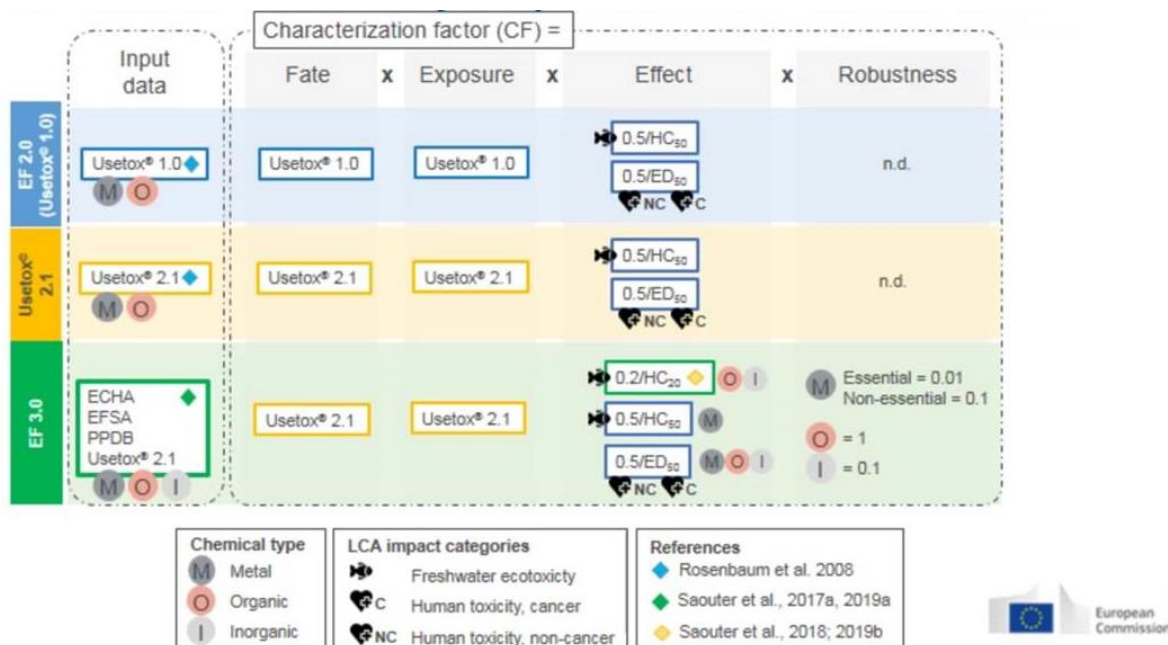 Characterization factor (CF) =
Input
data
Fate x Exposure x Effect x Robustness
EF 2.0
(Usetox® 1.0)
Usetox® 1.0
M O
Usetox® 1.0
Usetox® 1.0
0.5/HC50
0.5/ED50
NC C
n.d.
Usetox®
2.1
Usetox® 2.1
M O
Usetox® 2.1
Usetox® 2.1
0.5/HC50
0.5/ED50
NC C
n.d.
EF 3.0
ECHA
EFSA
PPDB
Usetox® 2.1
M O I
Usetox® 2.1
Usetox® 2.1
0.2/HC20 O I
0.5/HC50 M
0.5/ED50 M O I
NC C
M Essential = 0.01
Non-essential = 0.1
O = 1
I = 0.1
Chemical type
M Metal
O Organic
I Inorganic
LCA impact categories
Freshwater ecotoxicty
C Human toxicity, cancer
NC Human toxicity, non-cancer
References
Rosenbaum et al. 2008
Saouter et al., 2017a, 2019a
Saouter et al., 2018; 2019b
European
Commission